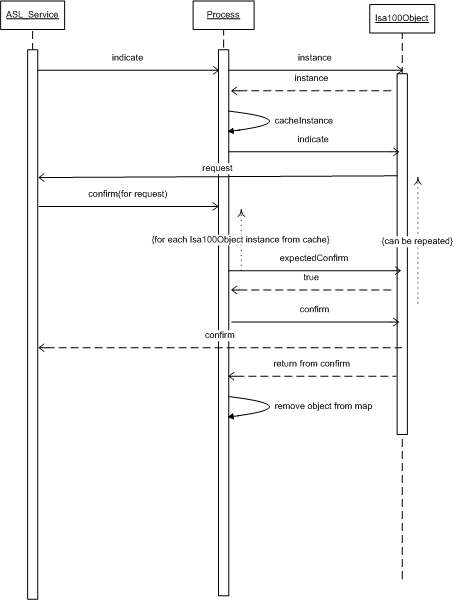 ASL_Service
Process
Isa100Object
indicate
instance
instance
cacheInstance
indicate
request
confirm(for request)
{for each Isa100Object instance from cache}
{can be repeated}
expectedConfirm
true
confirm
confirm
return from confirm
remove object from map